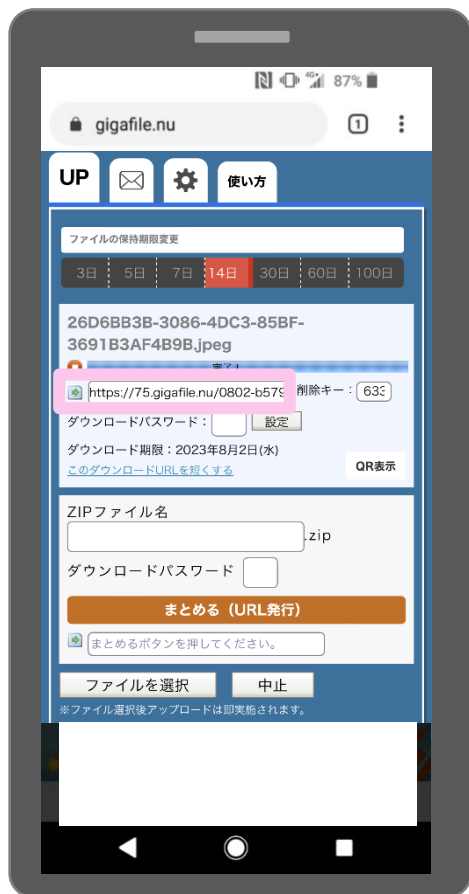 87%
gigafile.nu
1
UP
使い方
ファイルの保持期限変更
3日 5日 7日 14日 30日 60日 100日
26D6BB3B-3086-4DC3-85BF-
3691B3AF4B9B.jpeg
完了!
https://75.gigafile.nu/0802-b579 削除キー：633
ダウンロードパスワード： 設定
ダウンロード期限：2023年8月2日(水)
このダウンロードURLを短くする QR表示
ZIPファイル名
.zip
ダウンロードパスワード
まとめる（URL発行）
まとめるボタンを押してください。
ファイルを選択 中止
※ファイル選択後アップロードは即実施されます。